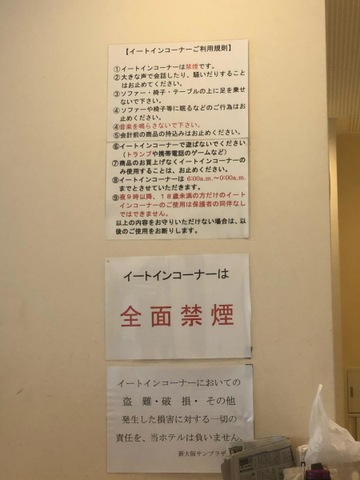 【イートインコーナーご利用規則】
①イートインコーナーは禁煙です。
②大きな声で会話したり、騒いだりすること
はお止めてください。
③ソファー・椅子・テーブルの上に足を乗せ
ないで下さい。
④ソファーや椅子等に眠るなどのご行為はお
止めください。
④音楽を鳴らさないで下さい。
⑤会計前の商品の持込みはお止めください。
⑥イートインコーナーで遊ばないでください
（トランプや携帯電話のゲームなど）
⑦商品のお買上げなくイートインコーナーの
み使用することは、お止めください。
⑧イートインコーナーは 6:00a.m.～0:00a.m.
までとさせていただきます。
⑨夜９時以降、１８歳未満の方だけのイート
インコーナーのご使用は保護者の同伴なし
ではできません。
以上の内容をお守りいただけない場合は、以
後のご使用をお断りします。
イートインコーナーは
全面禁煙
イートインコーナーにおいての
盗難・破損・その他
発生した損害に対する一切の
責任を、当ホテルは負いません。
新大阪サンプラザ